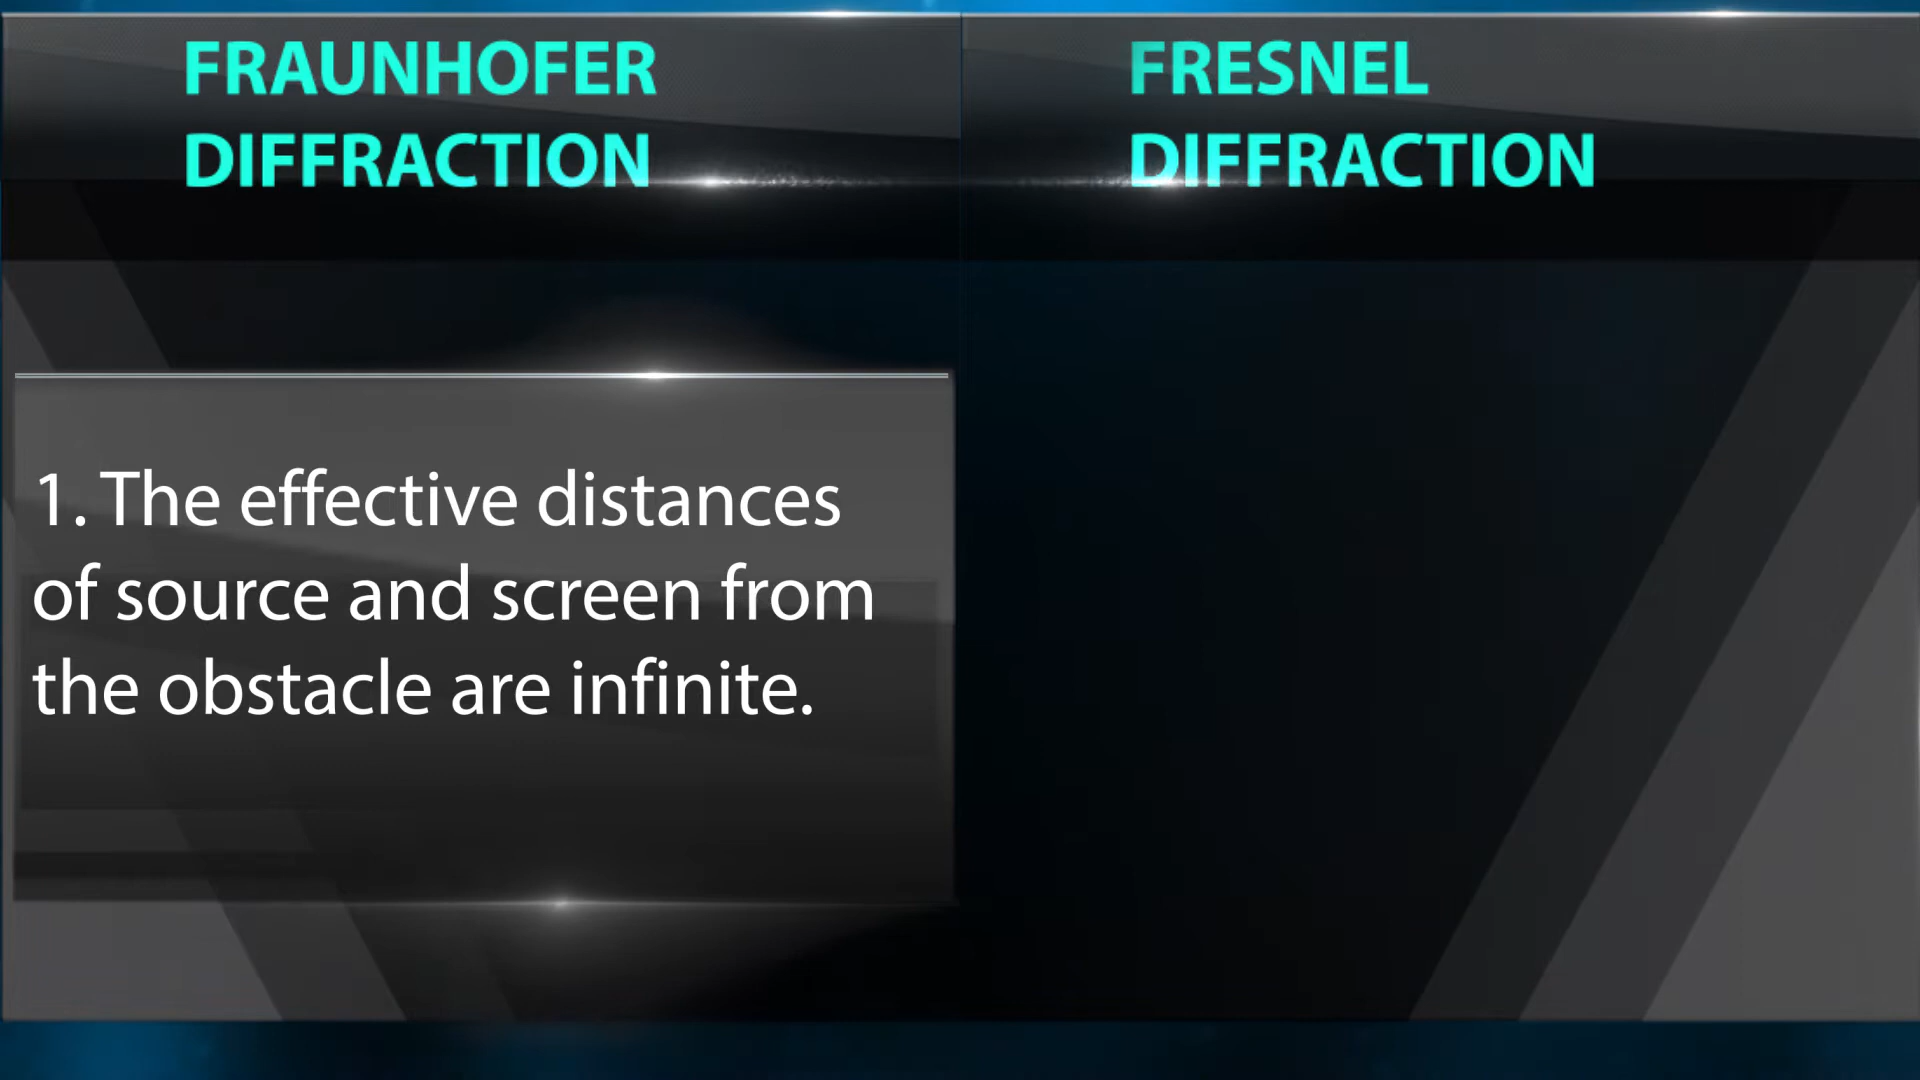 FRAUNHOFER
DIFFRACTION
FRESNEL
DIFFRACTION
1. The effective distances
of source and screen from
the obstacle are infinite.